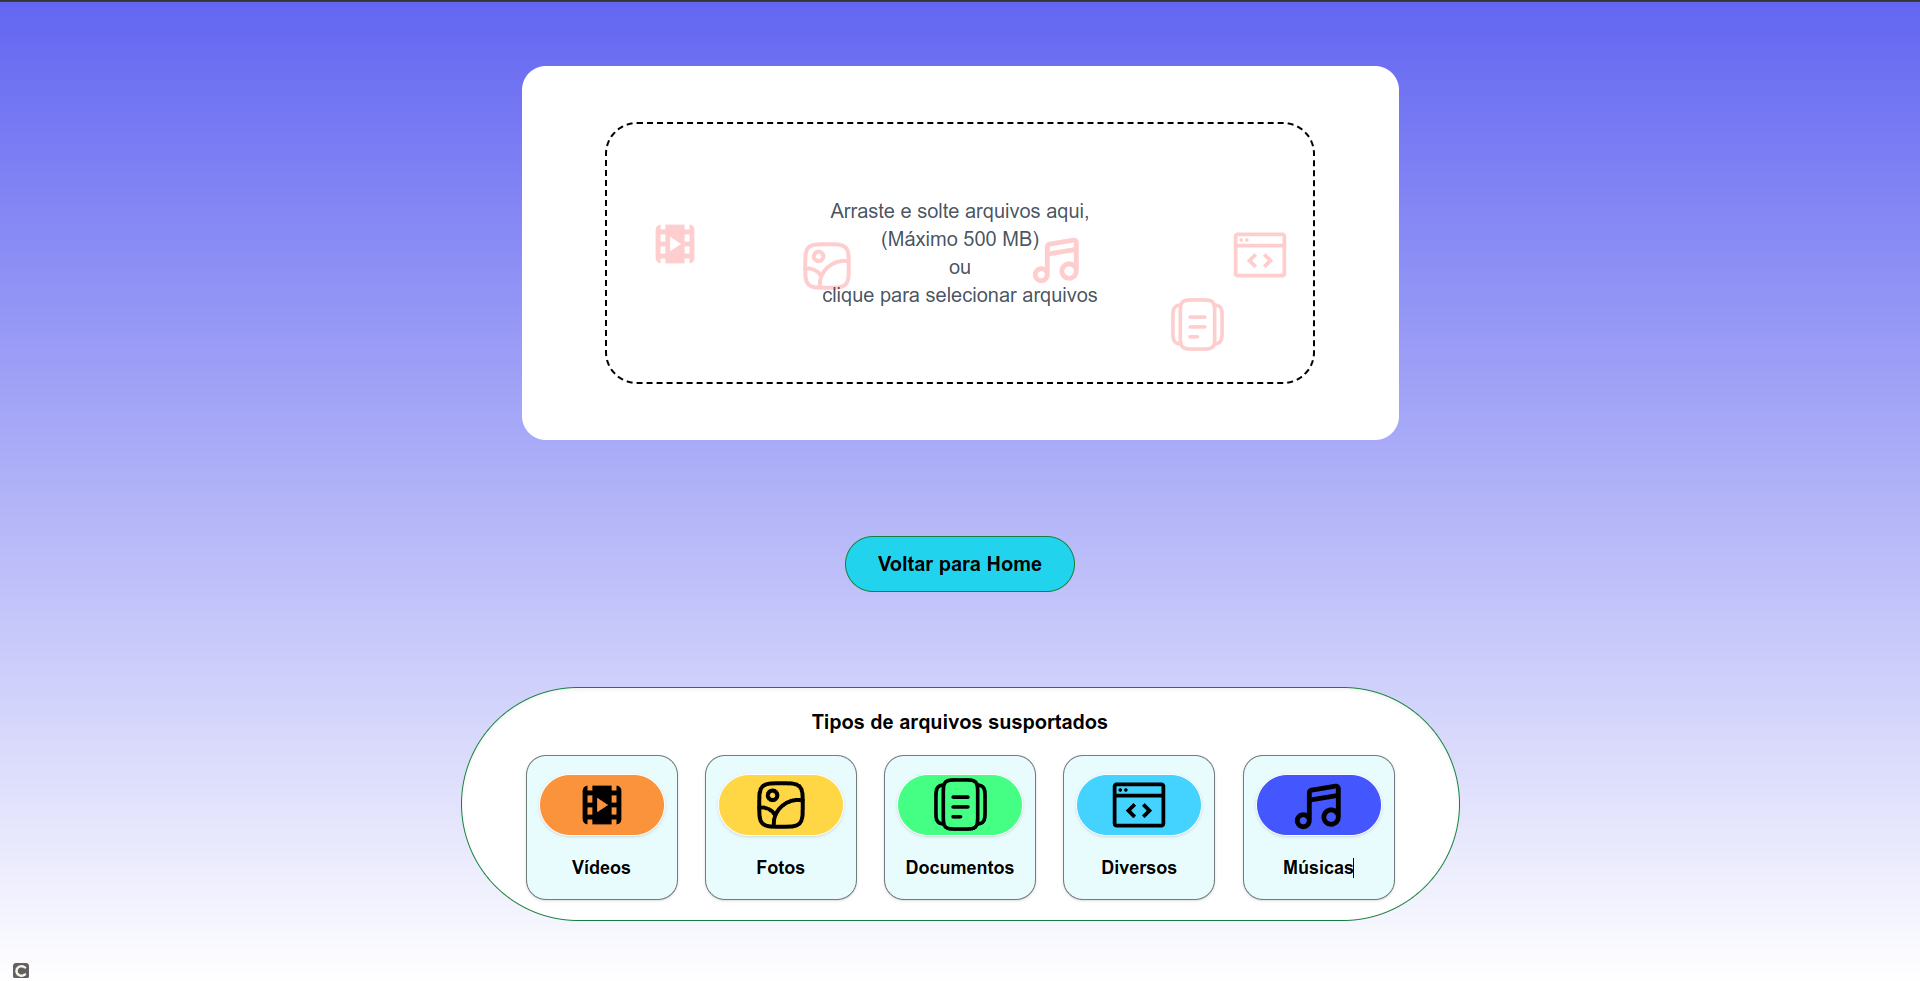 Arraste e solte arquivos aqui,
(Máximo 500 MB)
ou
clique para selecionar arquivos
Voltar para Home
Tipos de arquivos susportados
Vídeos
Fotos
Documentos
Diversos
Músicas
C